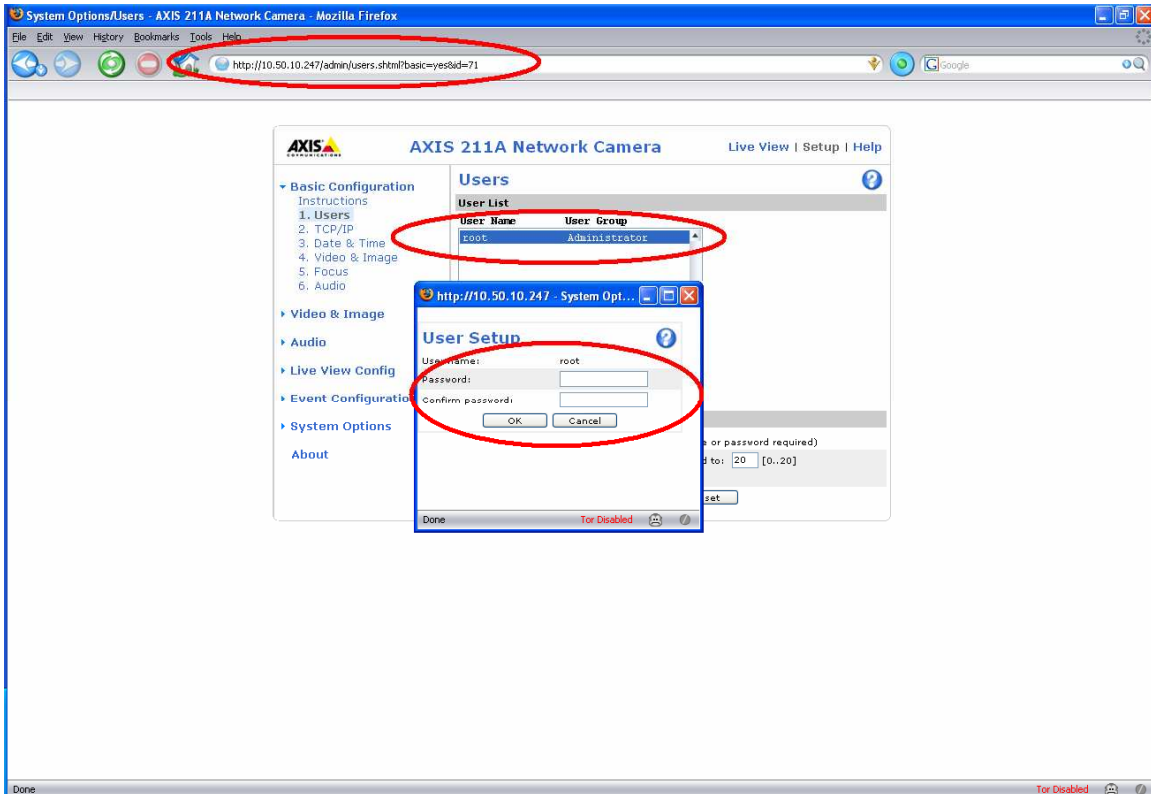 System Options/Users - AXIS 211A Network Camera - Mozilla Firefox
File Edit View History Bookmarks Tools Help
http://10.50.10.247/admin/users.shtml?basic=yes&id=71
Google
AXIS
COMMUNICATIONS
AXIS 211A Network Camera
Live View | Setup | Help
Basic Configuration
Instructions
1. Users
2. TCP/IP
3. Date & Time
4. Video & Image
5. Focus
6. Audio
Video & Image
Audio
Live View Config
Event Configuratio
System Options
About
Users
User List
User Name User Group
root Administrator
http://10.50.10.247 - System Opt...
User Setup
User name: root
Password:
Confirm password:
OK Cancel
Done Tor Disabled
or password required)
to: 20 [0..20]
set
Done Tor Disabled